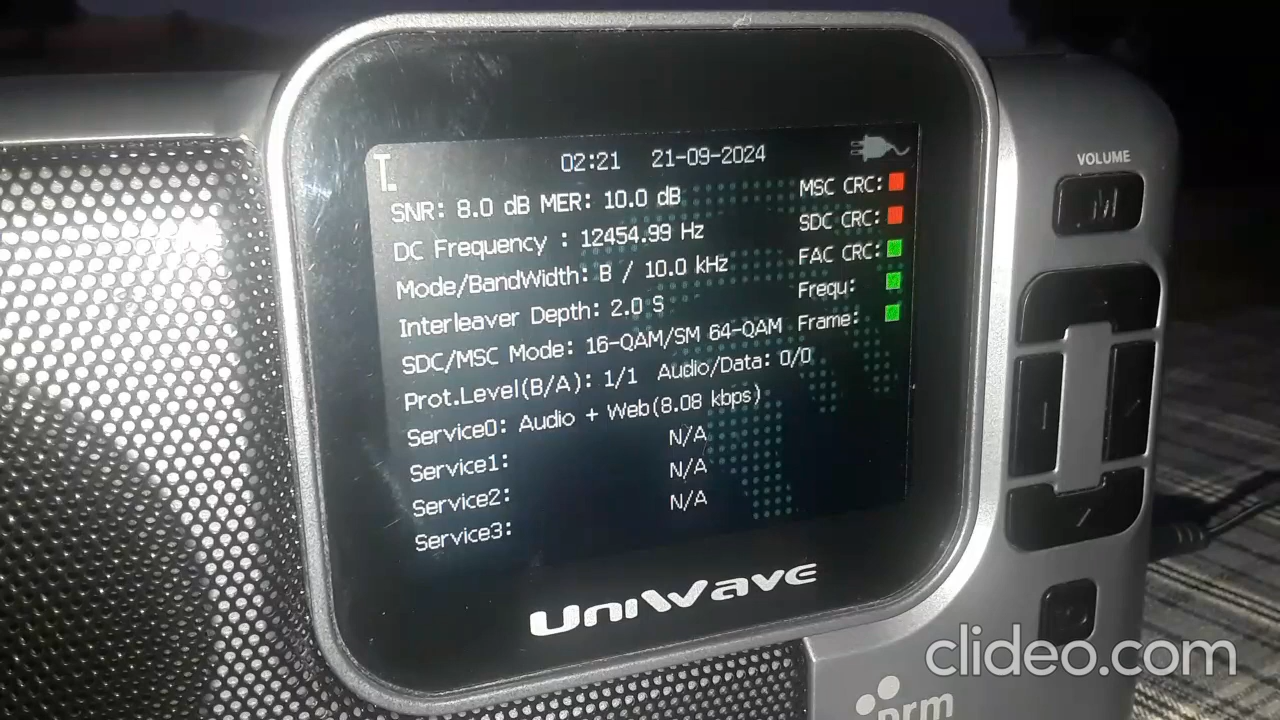 02:21 21-09-2024
SNR: 8.0 dB MER: 10.0 dB
MSC CRC:
DC Frequency : 12454.99 Hz
SDC CRC:
Mode/BandWidth: B / 10.0 kHz
FAC CRC:
Interleaver Depth: 2.0 S
Frequ:
SDC/MSC Mode: 16-QAM/SM 64-QAM
Frame:
Prot.Level(B/A): 1/1 Audio/Data: 0/0
Service0: Audio + Web(8.08 kbps)
Service1: N/A
Service2: N/A
Service3: N/A
UniWave
VOLUME
drm
clideo.com